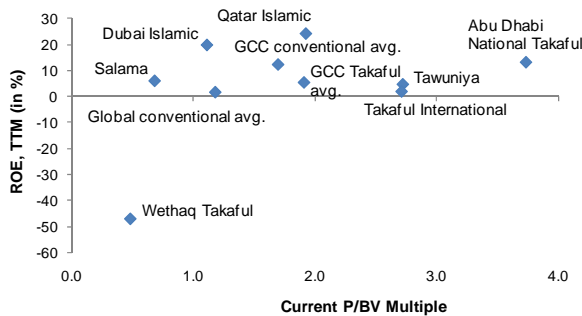 ROE, TTM (in %)
30
20
10
0
-10
-20
-30
-40
-50
-60
Qatar Islamic
Dubai Islamic
GCC conventional avg.
Abu Dhabi
National Takaful
Salama
GCC Takaful
avg.
Tawuniya
Global conventional avg.
Takaful International
Wethaq Takaful
0.0 1.0 2.0 3.0 4.0
Current P/BV Multiple